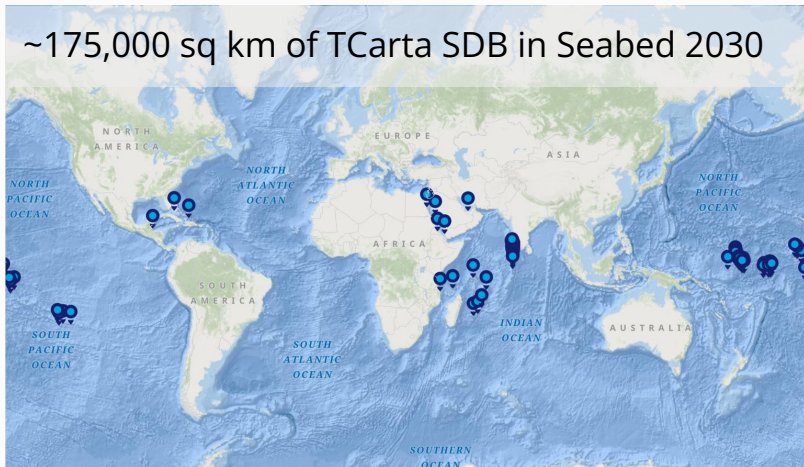 ~175,000 sq km of TCarta SDB in Seabed 2030
NORTH
AMERICA
EUROPE
ASIA
NORTH
PACIFIC
OCEAN
NORTH
ATLANTIC
OCEAN
NORTH
PACIFIC
OCEAN
AFRICA
SOUTH
AMERICA
SOUTH
PACIFIC
OCEAN
SOUTH
ATLANTIC
OCEAN
INDIAN
OCEAN
AUSTRALIA
SOUTHERN
OCEAN